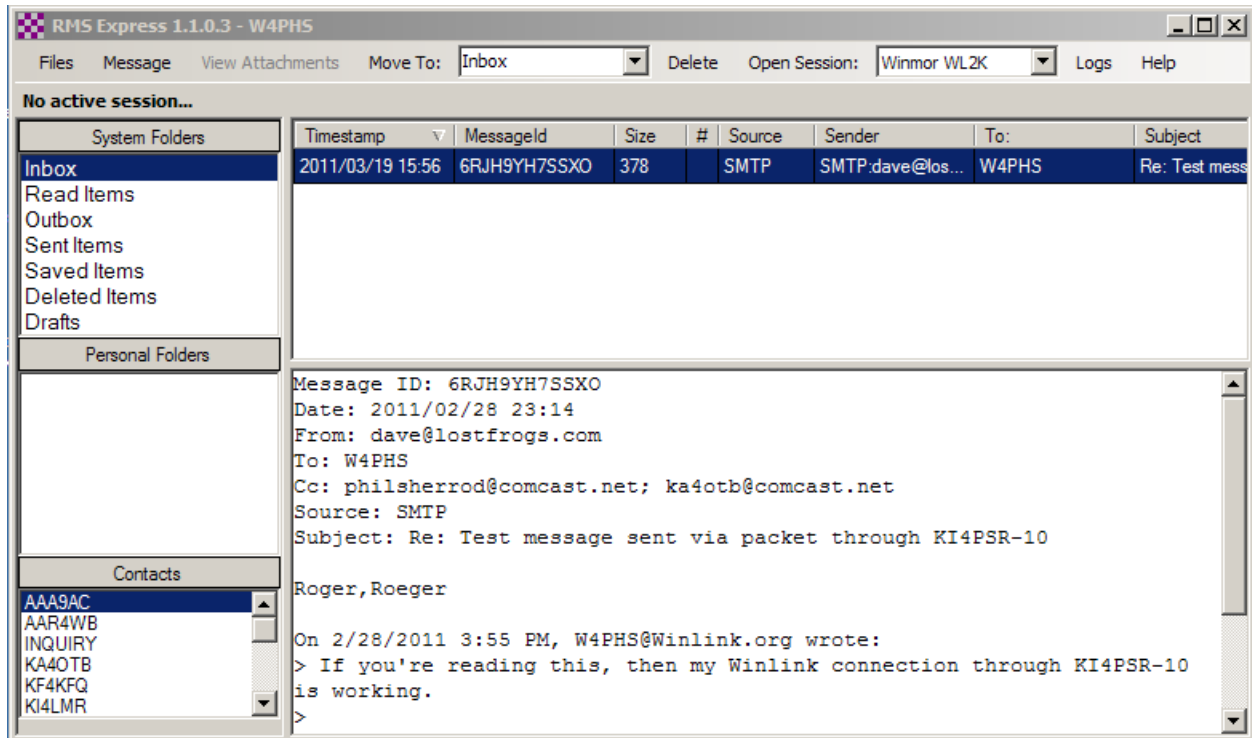 RMS Express 1.1.0.3 - W4PHS
Files Message View Attachments Move To: Inbox Delete Open Session: Winmor WL2K Logs Help
No active session...
System Folders
Inbox
Read Items
Outbox
Sent Items
Saved Items
Deleted Items
Drafts
Personal Folders
Contacts
AAA9AC
AAR4WB
INQUIRY
KA4OTB
KF4KFQ
KI4LMR
Timestamp MessageId Size # Source Sender To: Subject
2011/03/19 15:56 6RJH9YH7SSXO 378 SMTP SMTP:dave@los... W4PHS Re: Test mess
Message ID: 6RJH9YH7SSXO
Date: 2011/02/28 23:14
From: dave@lostfrogs.com
To: W4PHS
Cc: philsherrod@comcast.net; ka4otb@comcast.net
Source: SMTP
Subject: Re: Test message sent via packet through KI4PSR-10
Roger,Roeger
On 2/28/2011 3:55 PM, W4PHS@Winlink.org wrote:
> If you're reading this, then my Winlink connection through KI4PSR-10
is working.
>